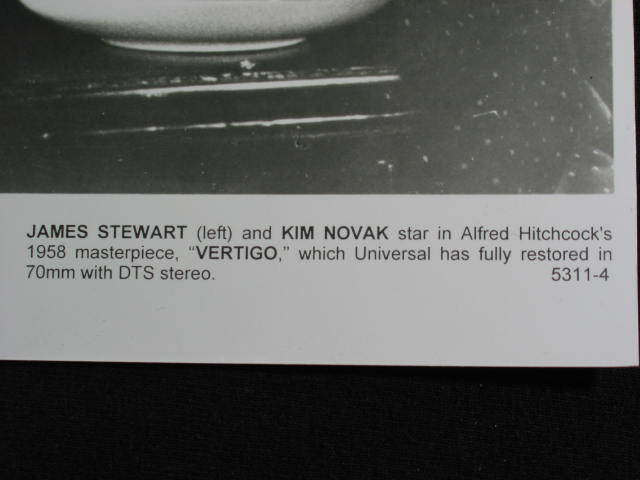 JAMES STEWART (left) and KIM NOVAK star in Alfred Hitchcock's
1958 masterpiece, “VERTIGO,” which Universal has fully restored in
70mm with DTS stereo. 5311-4